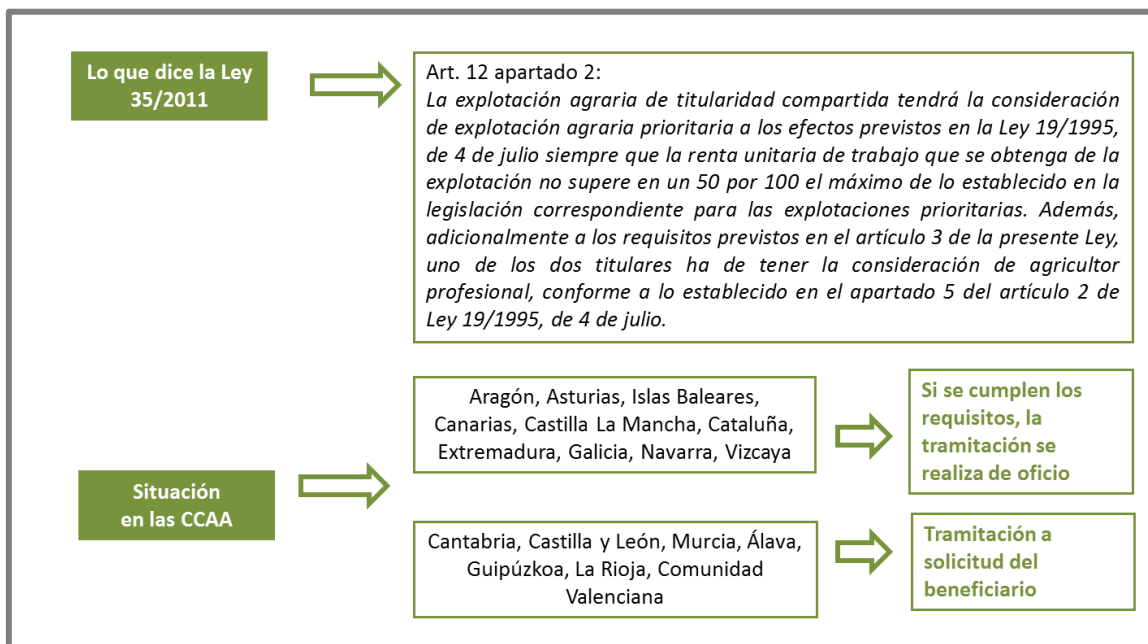 Lo que dice la Ley
35/2011
Art. 12 apartado 2:
La explotación agraria de titularidad compartida tendrá la consideración
de explotación agraria prioritaria a los efectos previstos en la Ley 19/1995,
de 4 de julio siempre que la renta unitaria de trabajo que se obtenga de la
explotación no supere en un 50 por 100 el máximo de lo establecido en la
legislación correspondiente para las explotaciones prioritarias. Además,
adicionalmente a los requisitos previstos en el artículo 3 de la presente Ley,
uno de los dos titulares ha de tener la consideración de agricultor
profesional, conforme a lo establecido en el apartado 5 del artículo 2 de
Ley 19/1995, de 4 de julio.
Situación
en las CCAA
Aragón, Asturias, Islas Baleares,
Canarias, Castilla La Mancha, Cataluña,
Extremadura, Galicia, Navarra, Vizcaya
Si se cumplen los
requisitos, la
tramitación se
realiza de oficio
Cantabria, Castilla y León, Murcia, Álava,
Guipúzkoa, La Rioja, Comunidad
Valenciana
Tramitación a
solicitud del
beneficiario